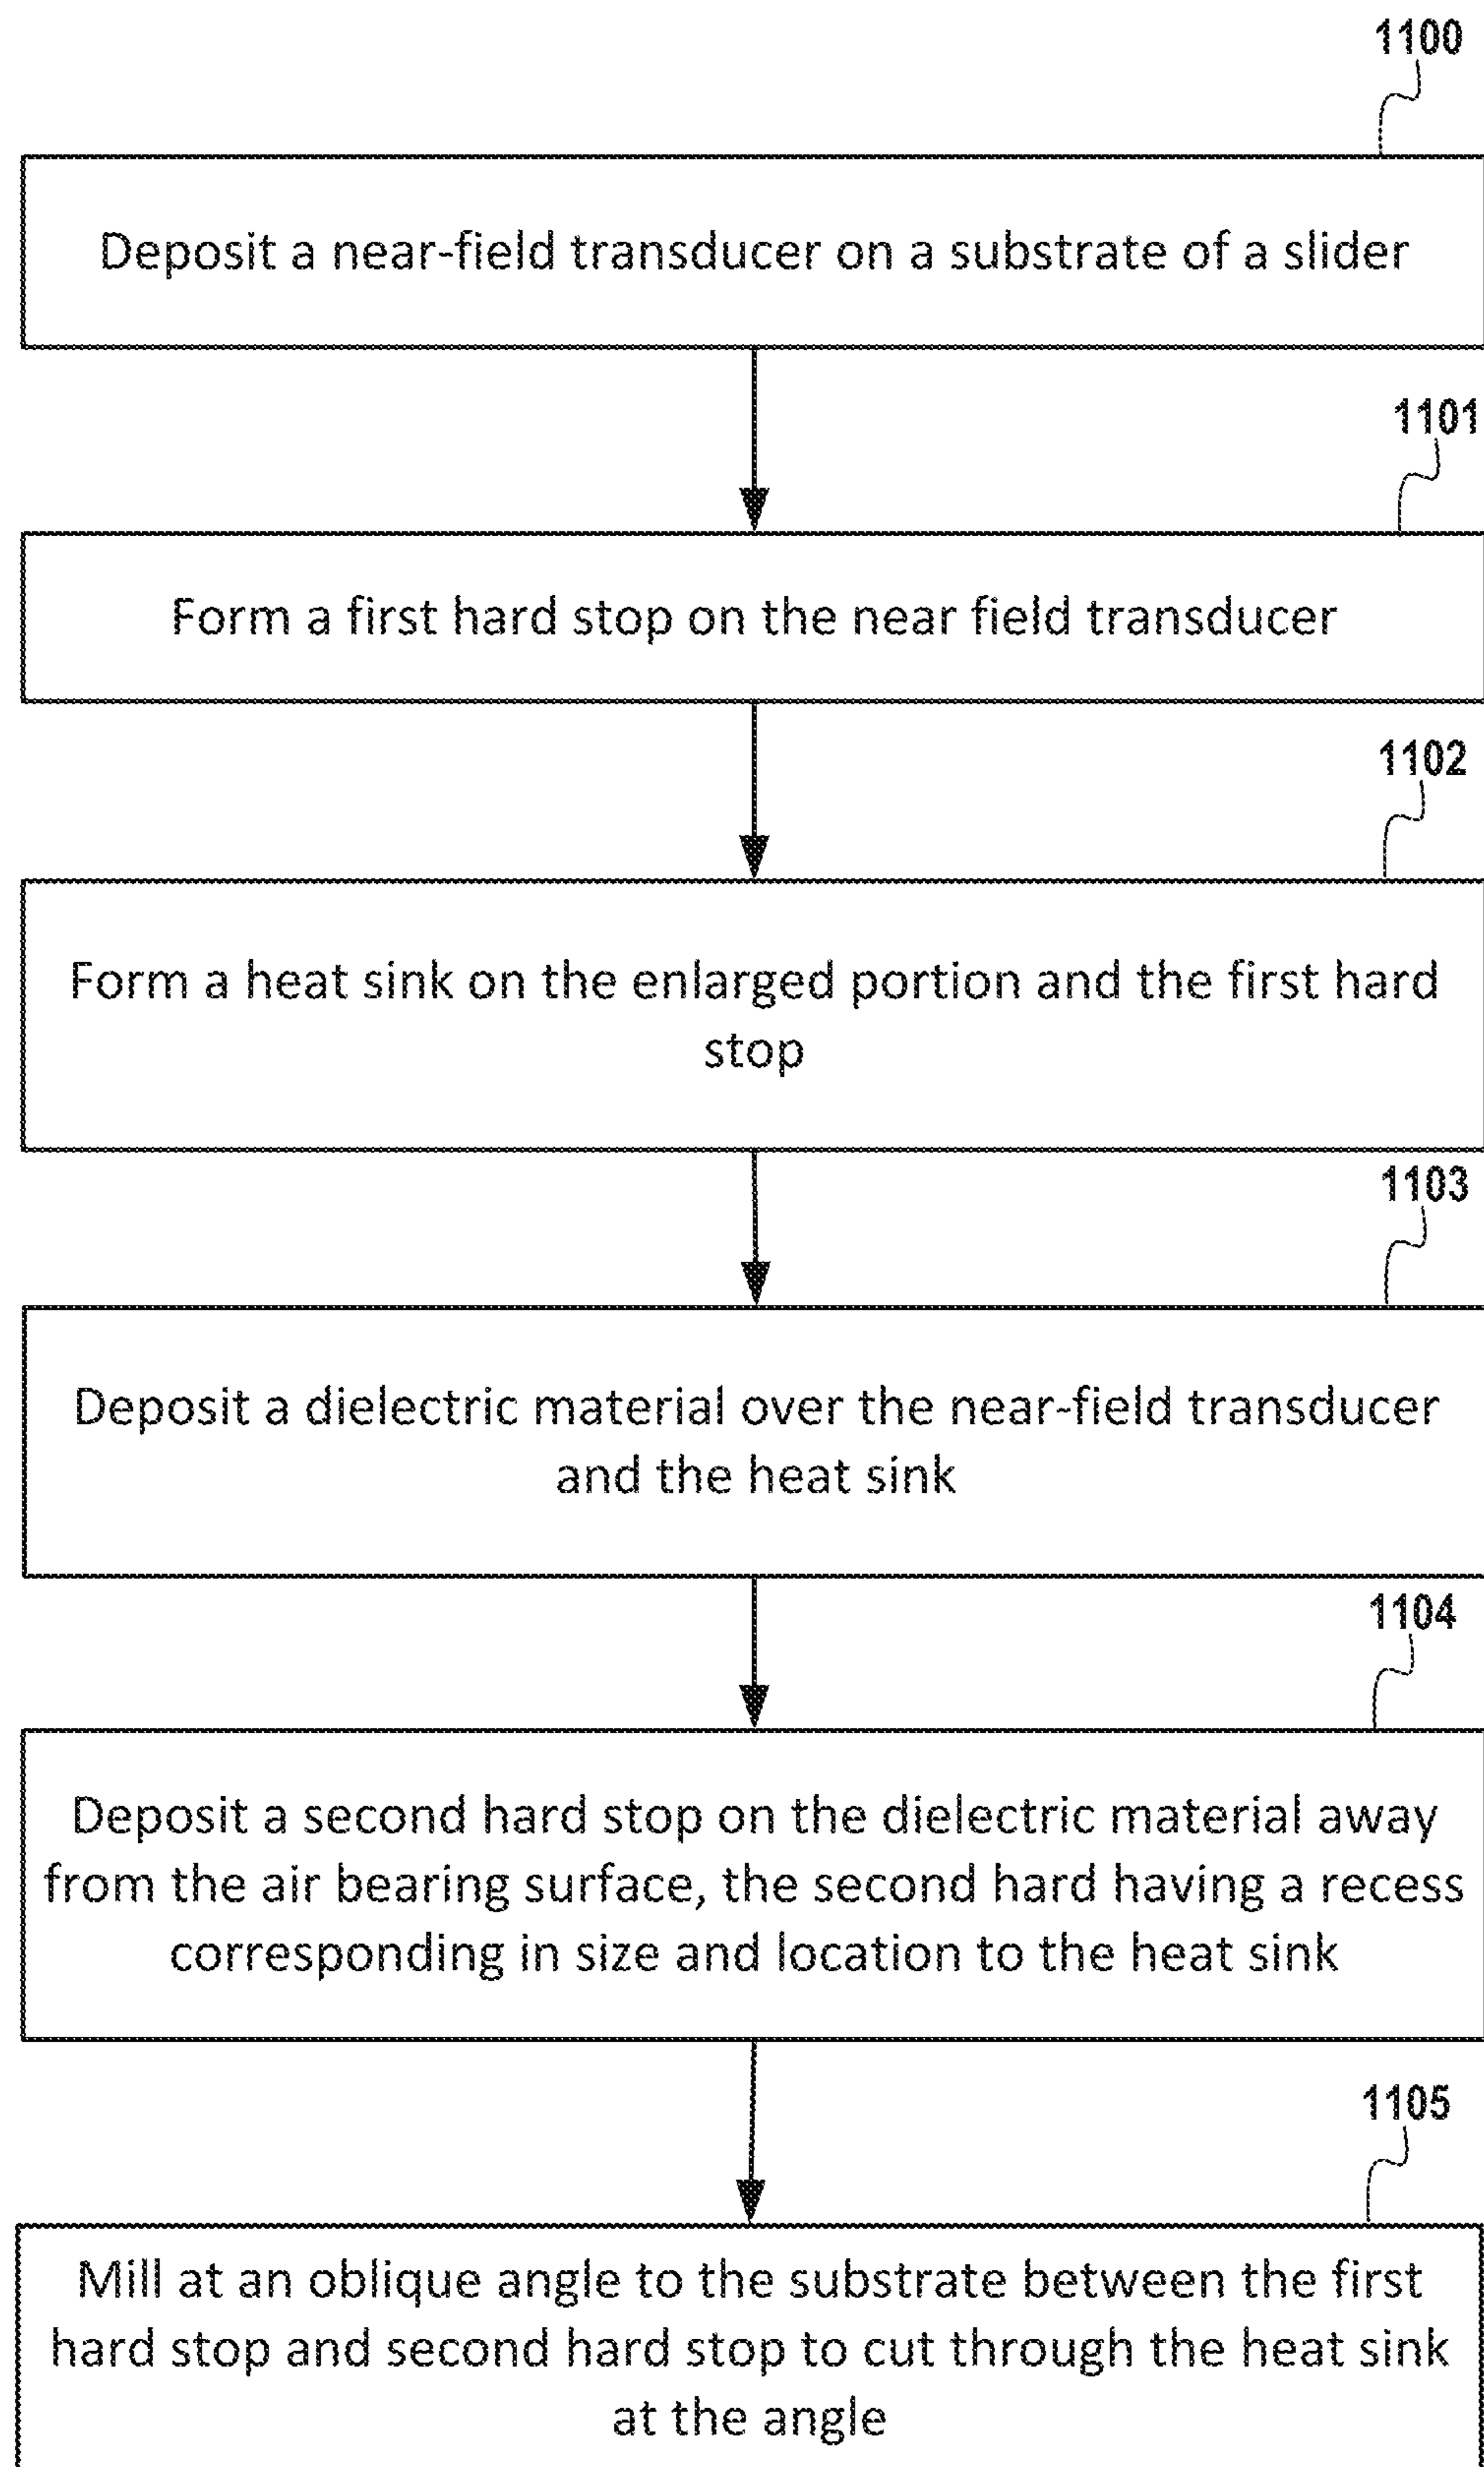 1100
Deposit a near-field transducer on a substrate of a slider
1101
Form a first hard stop on the near field transducer
1102
Form a heat sink on the enlarged portion and the first hard
stop
1103
Deposit a dielectric material over the near-field transducer
and the heat sink
1104
Deposit a second hard stop on the dielectric material away
from the air bearing surface, the second hard having a recess
corresponding in size and location to the heat sink
1105
Mill at an oblique angle to the substrate between the first
hard stop and second hard stop to cut through the heat sink
at the angle